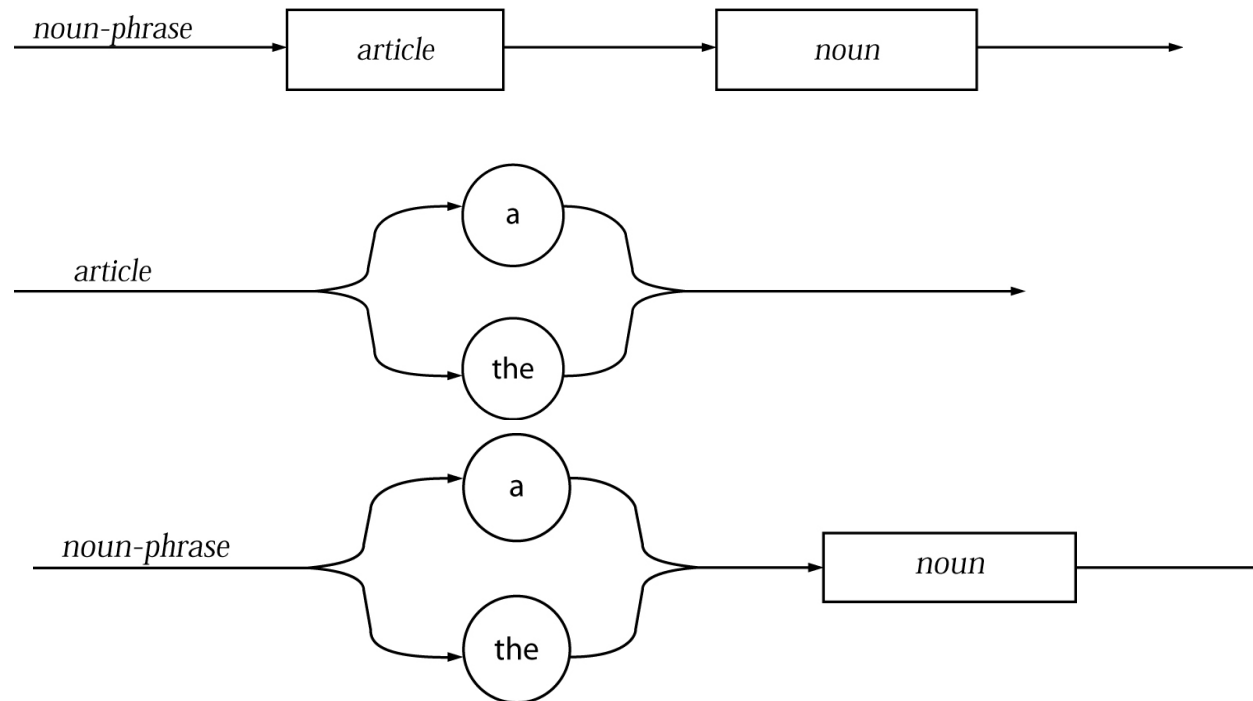 noun-phrase article noun
a
article
the
a
noun-phrase noun
the